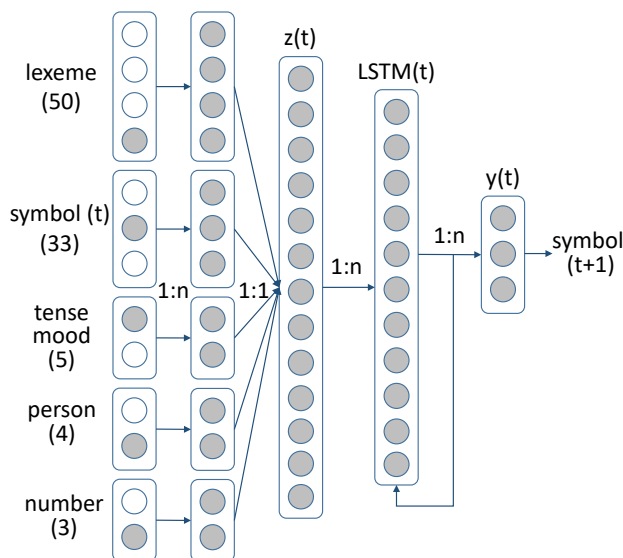 z(t)
lexeme
(50)
LSTM(t)
symbol (t)
(33)
y(t)
1:n
symbol
(t+1)
1:n
1:1
1:n
tense
mood
(5)
person
(4)
number
(3)